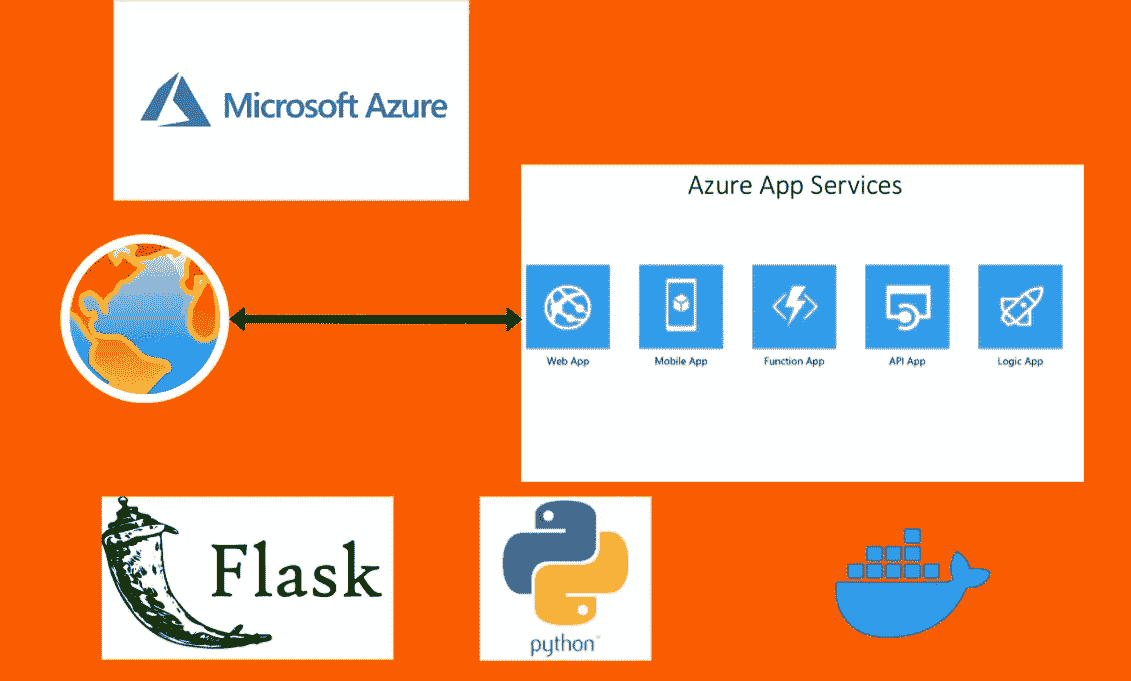 Microsoft Azure
Azure App Services
Web App
Mobile App
Function App
API App
Logic App
Flask
python